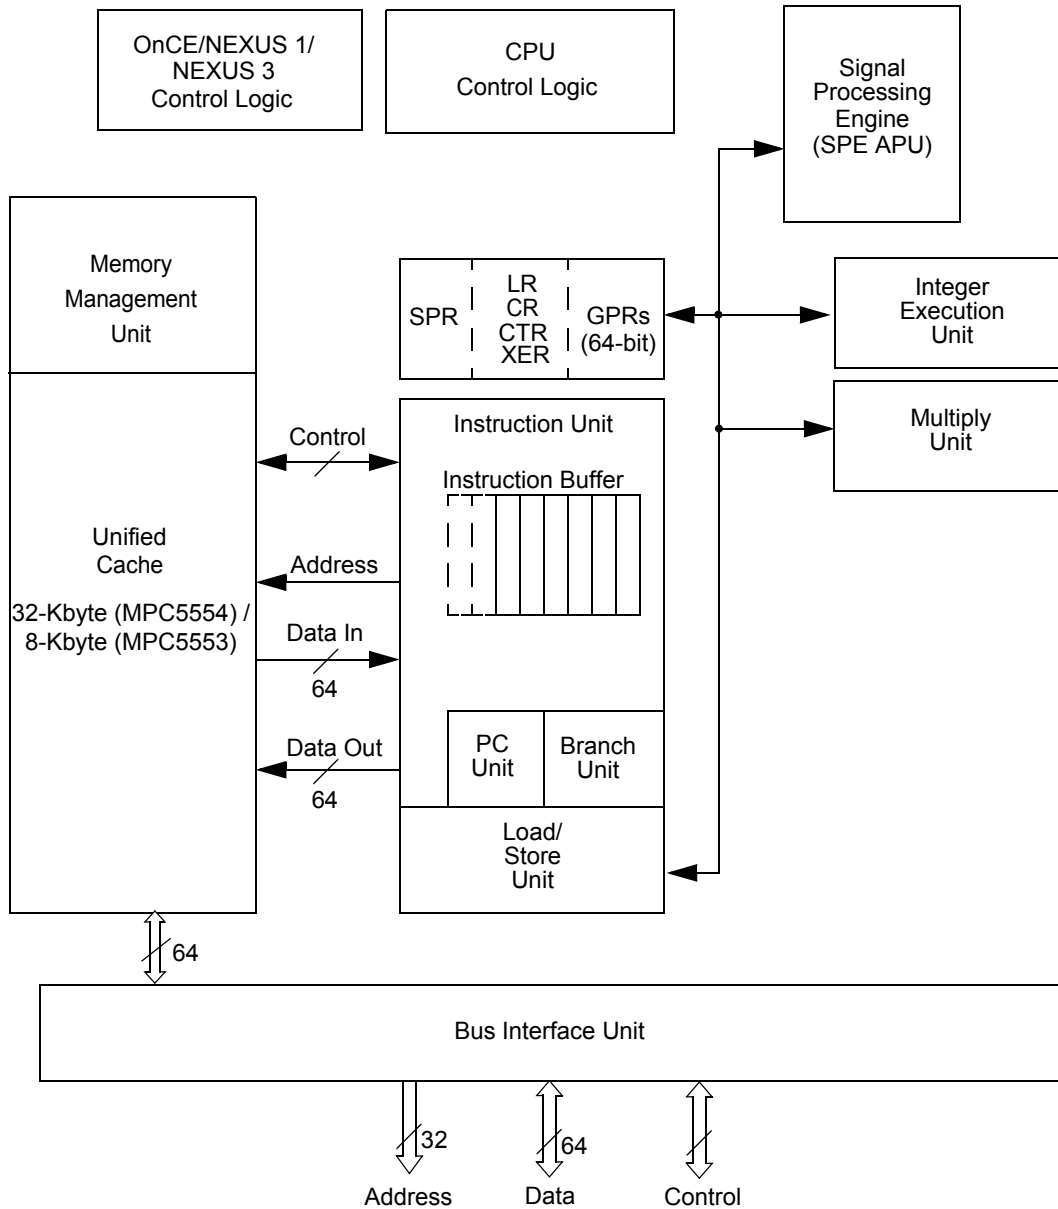 OnCE/NEXUS 1/
NEXUS 3
Control Logic
CPU
Control Logic
Signal
Processing
Engine
(SPE APU)
Memory
Management
Unit
SPR
LR
CR
CTR
XER
GPRs
(64-bit)
Integer
Execution
Unit
Multiply
Unit
Control
Instruction Unit
Instruction Buffer
Unified
Cache
32-Kbyte (MPC5554) /
8-Kbyte (MPC5553)
Address
Data In
64
Data Out
64
PC
Unit
Branch
Unit
Load/
Store
Unit
64
Bus Interface Unit
32
64
Address
Data
Control